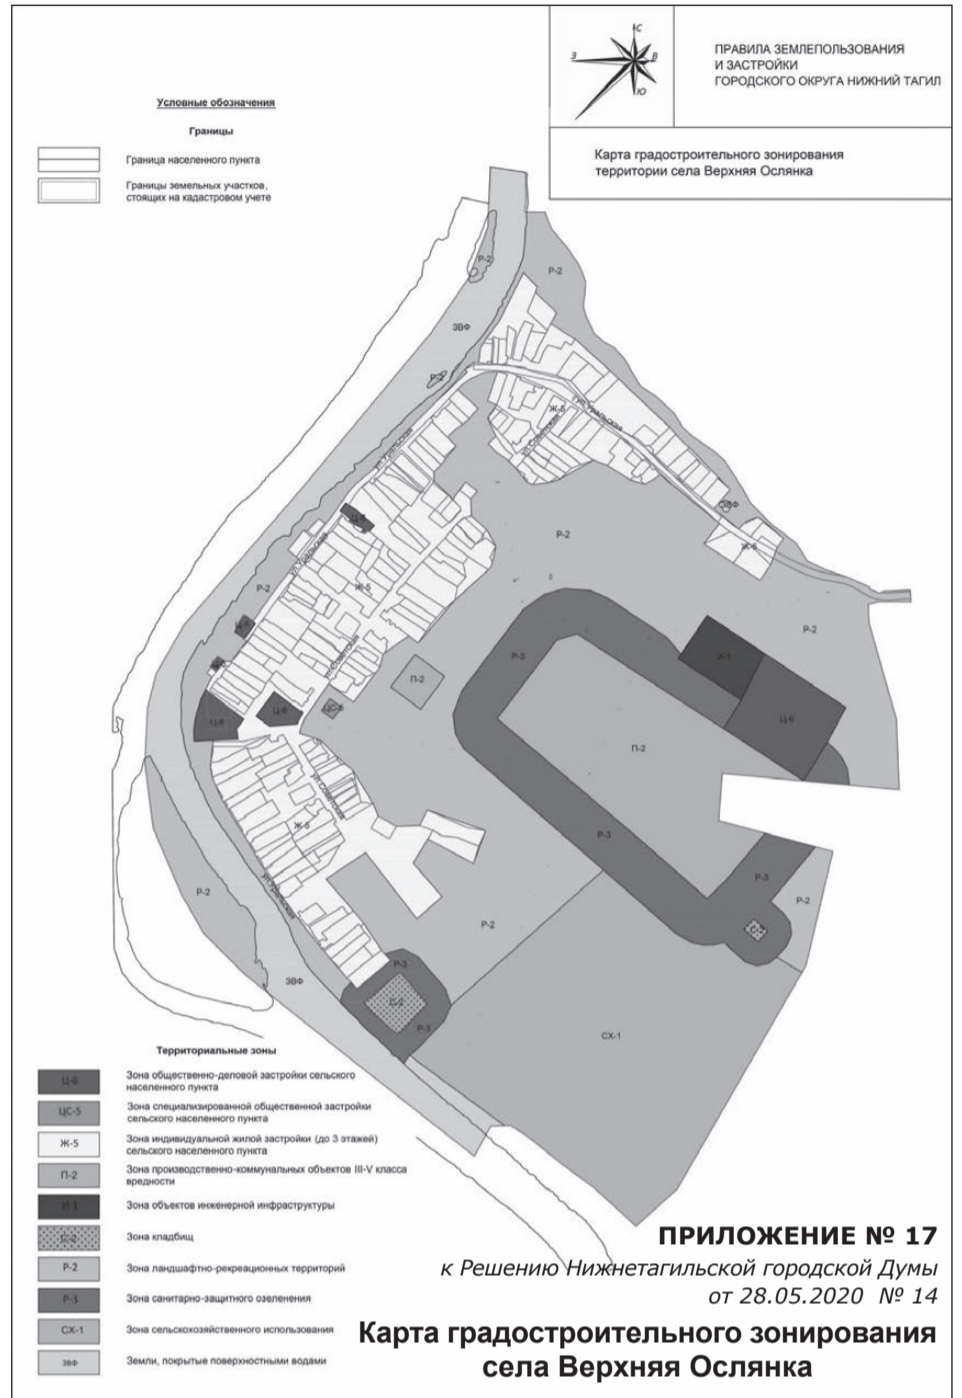 С
З
В
Ю
ПРАВИЛА ЗЕМЛЕПОЛЬЗОВАНИЯ
И ЗАСТРОЙКИ
ГОРОДСКОГО ОКРУГА НИЖНИЙ ТАГИЛ
Карта градостроительного зонирования
территории села Верхняя Ослянка
Условные обозначения
Границы
Граница населенного пункта
Границы земельных участков,
стоящих на кадастровом учете
Р-2
Р-2
ЗВФ
Р-2
Ж-5
ул.Уральская
ул.Советская
ул.Уральская
ЗВФ
Ц-6
Р-2
Ж-5
ул.Уральская
Ж-5
Р-2
Ц-6
Р-2
ул.Советская
Р-3
И-1
П-2
Ц-6
ЦС-5
Ц-6
Ц-6
Ц-6
П-2
ул.Советская
Ж-5
Р-3
Р-3
Р-2
ул.Уральская
Р-2
Р-2
С-2
Р-3
ЗВФ
С-2
Р-3
СХ-1
Территориальные зоны
Ц-6
Зона общественно-деловой застройки сельского
населенного пункта
ЦС-5
Зона специализированной общественной застройки
сельского населенного пункта
Ж-5
Зона индивидуальной жилой застройки (до 3 этажей)
сельского населенного пункта
П-2
Зона производственно-коммунальных объектов III-V класса
вредности
И-1
Зона объектов инженерной инфраструктуры
С-2
Зона кладбищ
Р-2
Зона ландшафтно-рекреационных территорий
Р-3
Зона санитарно-защитного озеленения
СХ-1
Зона сельскохозяйственного использования
ЗВФ
Земли, покрытые поверхностными водами
ПРИЛОЖЕНИЕ № 17
к Решению Нижнетагильской городской Думы
от 28.05.2020 № 14
Карта градостроительного зонирования
села Верхняя Ослянка